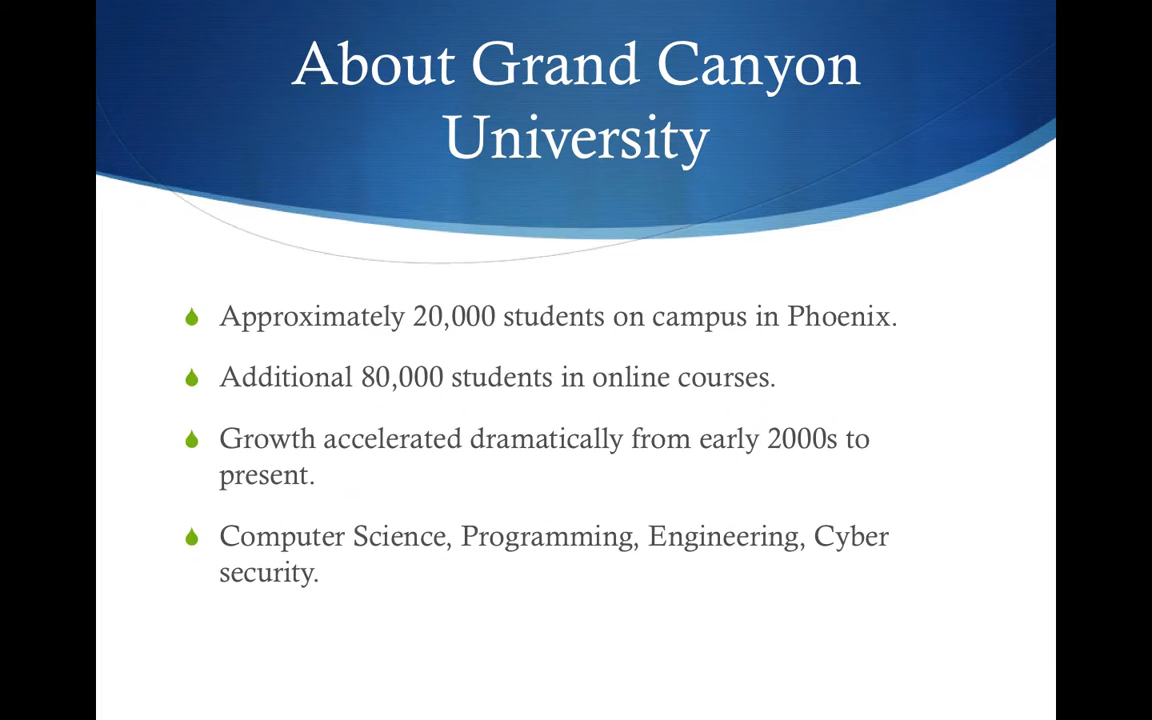 About Grand Canyon
University
Approximately 20,000 students on campus in Phoenix.
Additional 80,000 students in online courses.
Growth accelerated dramatically from early 2000s to
present.
Computer Science, Programming, Engineering, Cyber
security.